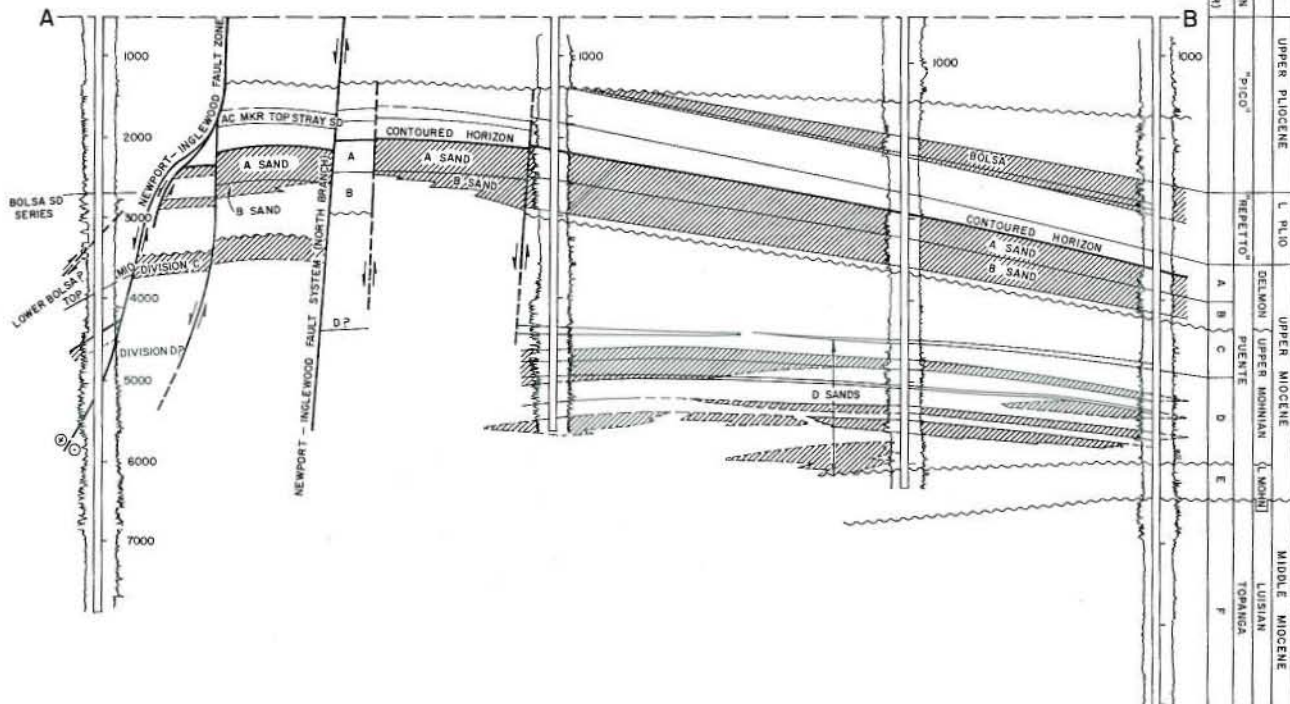 A
B
1000
2000
3000
4000
5000
6000
7000
1000
1000
1000
NEWPORT-INGLEWOOD FAULT ZONE
AC MKR TOP STRAY SD
CONTOURED HORIZON
A SAND
B SAND
A
B
A SAND
B SAND
BOLSA
CONTOURED HORIZON
A SAND
B SAND
BOLSA SD
SERIES
LOWER BOLSA P.
TOP
MIO DIVISION C
DIVISION D?
D?
NEWPORT-INGLEWOOD FAULT SYSTEM (NORTH BRANCH)
D SANDS
A
B
C
D
E
F
"PICO"
"REPETTO"
PUENTE
TOPANGA
DELMON
UPPER MOHNIAN
L MOHN
LUISIAN
UPPER PLIOCENE
L PLIO
UPPER MIOCENE
MIDDLE MIOCENE